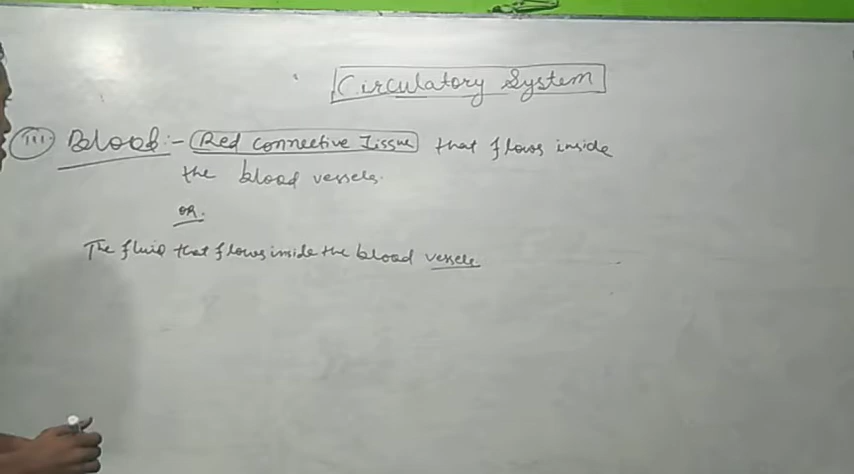 Circulatory System
III. Blood:- Red connective Tissue that flows inside
the blood vessels.
OR.
The fluid that flows inside the blood vessels.